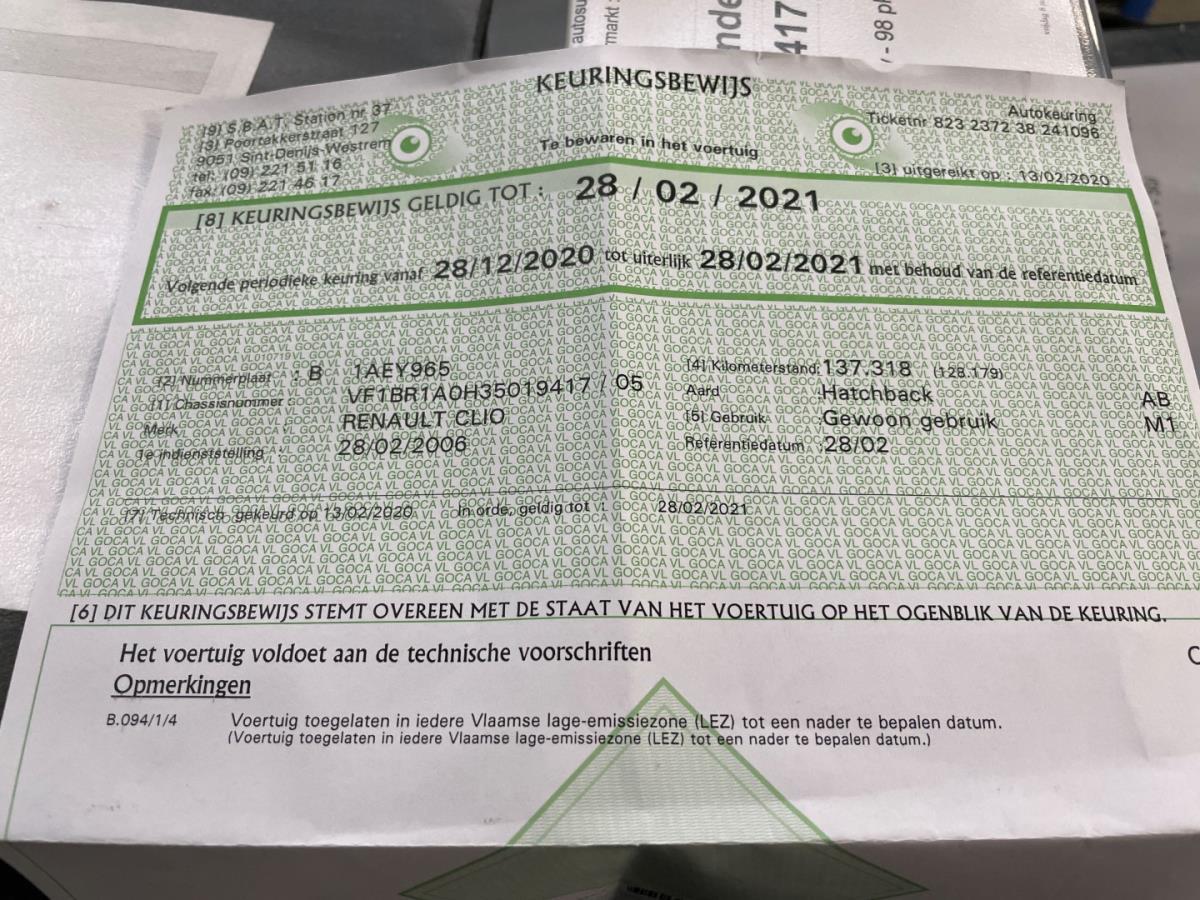 autosu
markt :
nde
417
- 98 pl
KEURINGSBEWIJS
[9] S.B.A.T. Station nr 37
[3] Poortakkerstraat 127
9051 Sint-Denijs-Westrem
tel: (09) 221 51 16
fax: (09) 221 46 17
Te bewaren in het voertuig
Autokeuring
Ticketnr 823 2372 38 241096
[3] uitgereikt op : 13/02/2020
[8] KEURINGSBEWIJS GELDIG TOT : 28 / 02 / 2021
Volgende periodieke keuring vanaf 28/12/2020 tot uiterlijk 28/02/2021 met behoud van de referentiedatum
[2] Nummerplaat : B 1AEY965
[1] Chassisnummer VF1BR1A0H35019417 / 05
Merk RENAULT CLIO
1e indienststelling 28/02/2006
[4] Kilometerstand: 137.318 (128.179)
Aard Hatchback AB
[5] Gebruik Gewoon gebruik M1
Referentiedatum : 28/02
[7] Technisch gekeurd op 13/02/2020 In orde, geldig tot 28/02/2021
[6] DIT KEURINGSBEWIJS STEMT OVEREEN MET DE STAAT VAN HET VOERTUIG OP HET OGENBLIK VAN DE KEURING.
Het voertuig voldoet aan de technische voorschriften
Opmerkingen
B.094/1/4 Voertuig toegelaten in iedere Vlaamse lage-emissiezone (LEZ) tot een nader te bepalen datum.
(Voertuig toegelaten in iedere Vlaamse lage-emissiezone (LEZ) tot een nader te bepalen datum.)